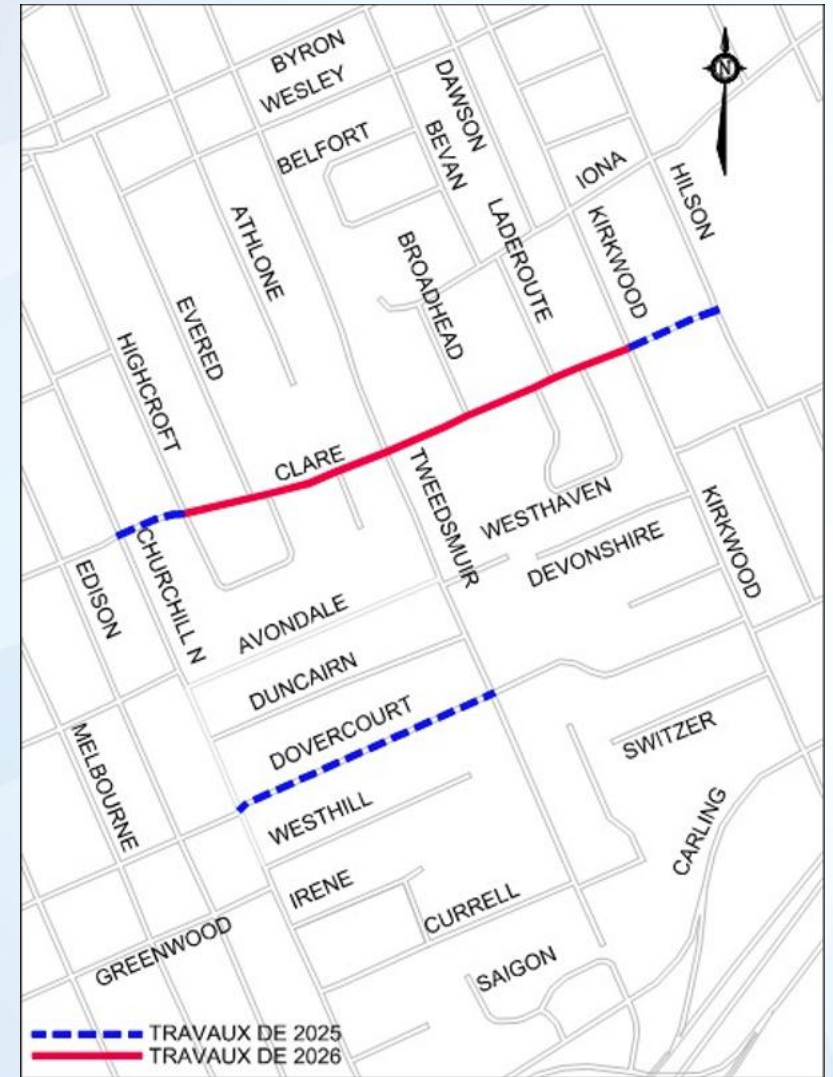 BYRON
WESLEY
DAWSON
BELFORT
BEVAN
IONA
HILSON
LADEROUTE
KIRKWOOD
ATHLONE
BROADHEAD
EVERED
HIGHCROFT
CLARE
TWEEDSMUIR
WESTHAVEN
KIRKWOOD
DEVONSHIRE
CHURCHILL N
EDISON
AVONDALE
DUNCAIRN
DOVERCOURT
SWITZER
MELBOURNE
WESTHILL
CARLING
IRENE
CURRELL
GREENWOOD
SAIGON
N
TRAVAUX DE 2025
TRAVAUX DE 2026